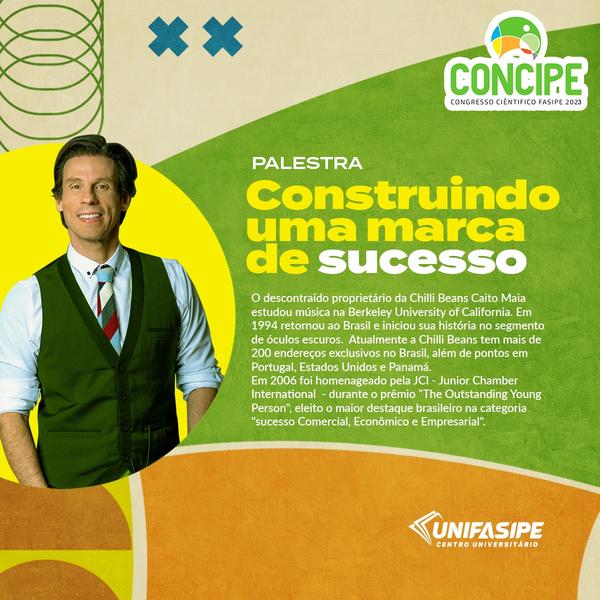 CONCIPE
CONGRESSO CIÊNTIFICO FASIPE 2023
PALESTRA
Construindo
uma marca
de sucesso
O descontraído proprietário da Chilli Beans Caito Maia
estudou música na Berkeley University of California. Em
1994 retornou ao Brasil e iniciou sua história no segmento
de óculos escuros. Atualmente a Chilli Beans tem mais de
200 endereços exclusivos no Brasil, além de pontos em
Portugal, Estados Unidos e Panamá.
Em 2006 foi homenageado pela JCI - Junior Chamber
International - durante o prêmio "The Outstanding Young
Person", eleito o maior destaque brasileiro na categoria
"sucesso Comercial, Econômico e Empresarial".
UNIFASIPE
CENTRO UNIVERSITÁRIO